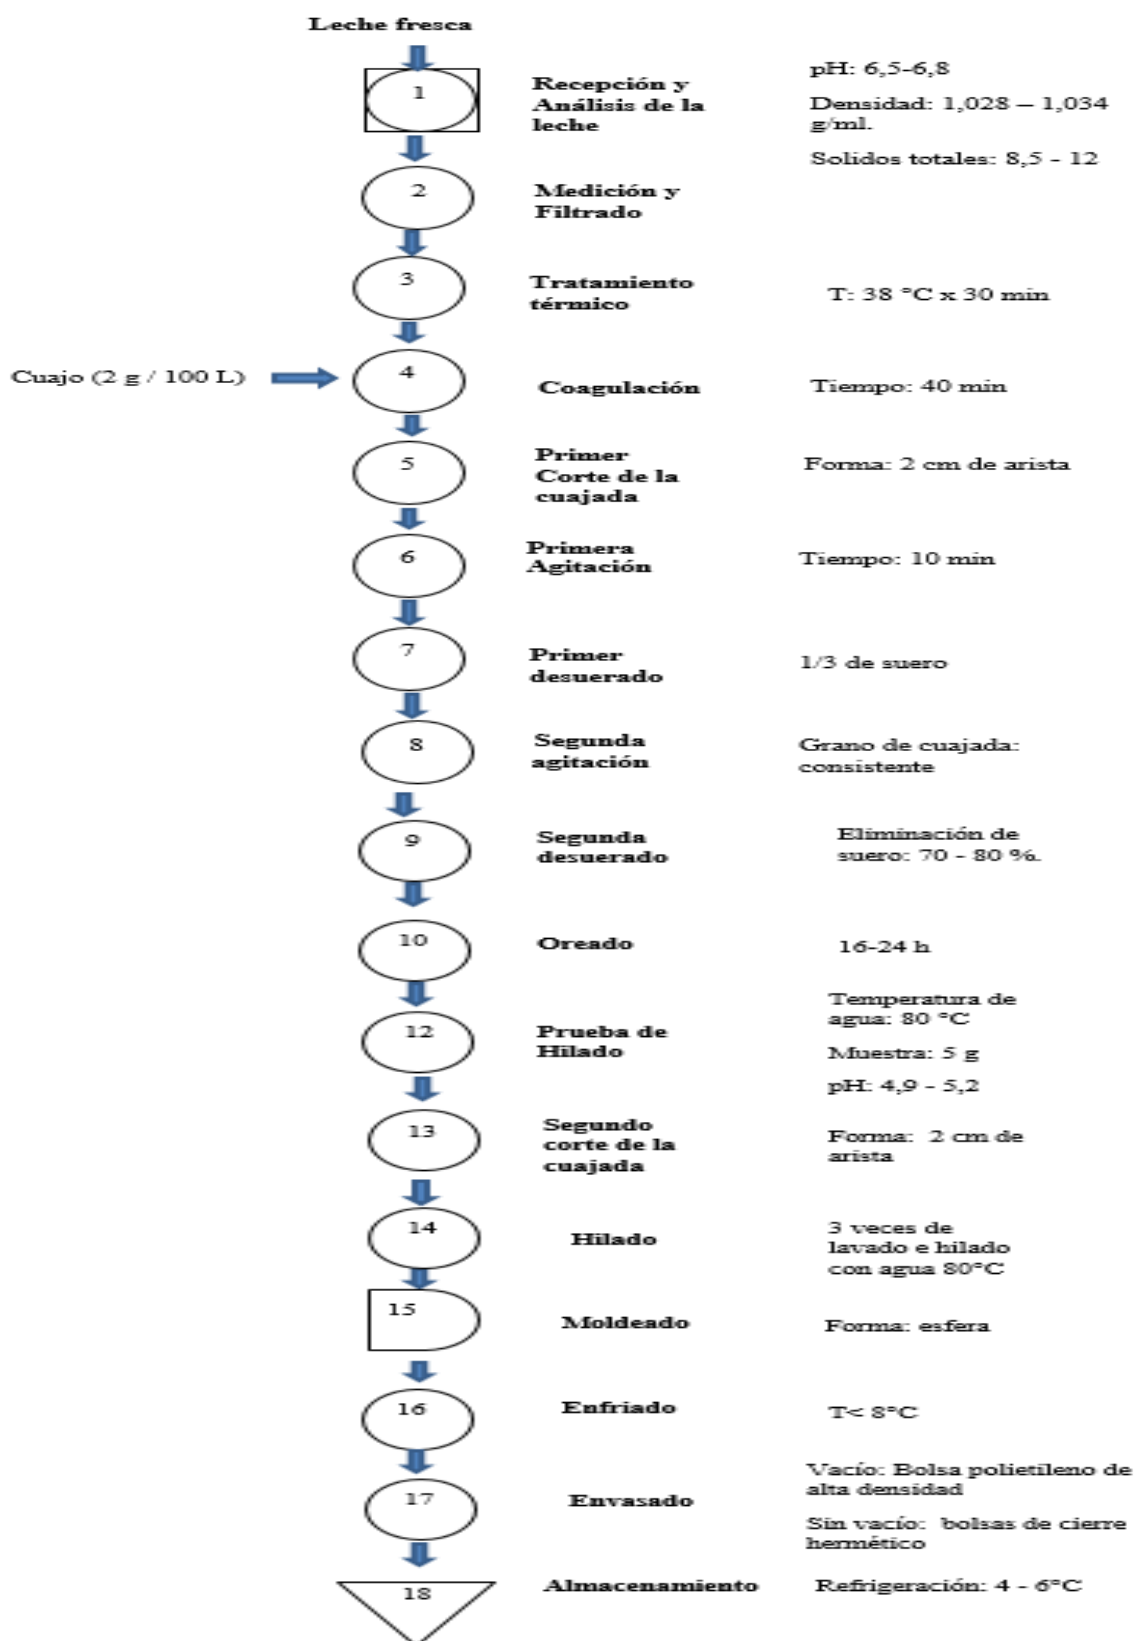 Leche fresca
1
Recepción y
Análisis de la
leche
pH: 6,5-6,8
Densidad: 1,028 – 1,034
g/ml.
Solidos totales: 8,5 - 12
2
Medición y
Filtrado
3
Tratamiento
térmico
T: 38 °C x 30 min
Cuajo (2 g / 100 L)
4
Coagulación
Tiempo: 40 min
5
Primer
Corte de la
cuajada
Forma: 2 cm de arista
6
Primera
Agitación
Tiempo: 10 min
7
Primer
desuerado
1/3 de suero
8
Segunda
agitación
Grano de cuajada:
consistente
9
Segunda
desuerado
Eliminación de
suero: 70 - 80 %.
10
Oreado
16-24 h
12
Prueba de
Hilado
Temperatura de
agua: 80 °C
Muestra: 5 g
pH: 4,9 - 5,2
13
Segundo
corte de la
cuajada
Forma: 2 cm de
arista
14
Hilado
3 veces de
lavado e hilado
con agua 80°C
15
Moldeado
Forma: esfera
16
Enfriado
T< 8°C
17
Envasado
Vacío: Bolsa polietileno de
alta densidad
Sin vacío: bolsas de cierre
hermético
18
Almacenamiento
Refrigeración: 4 - 6°C